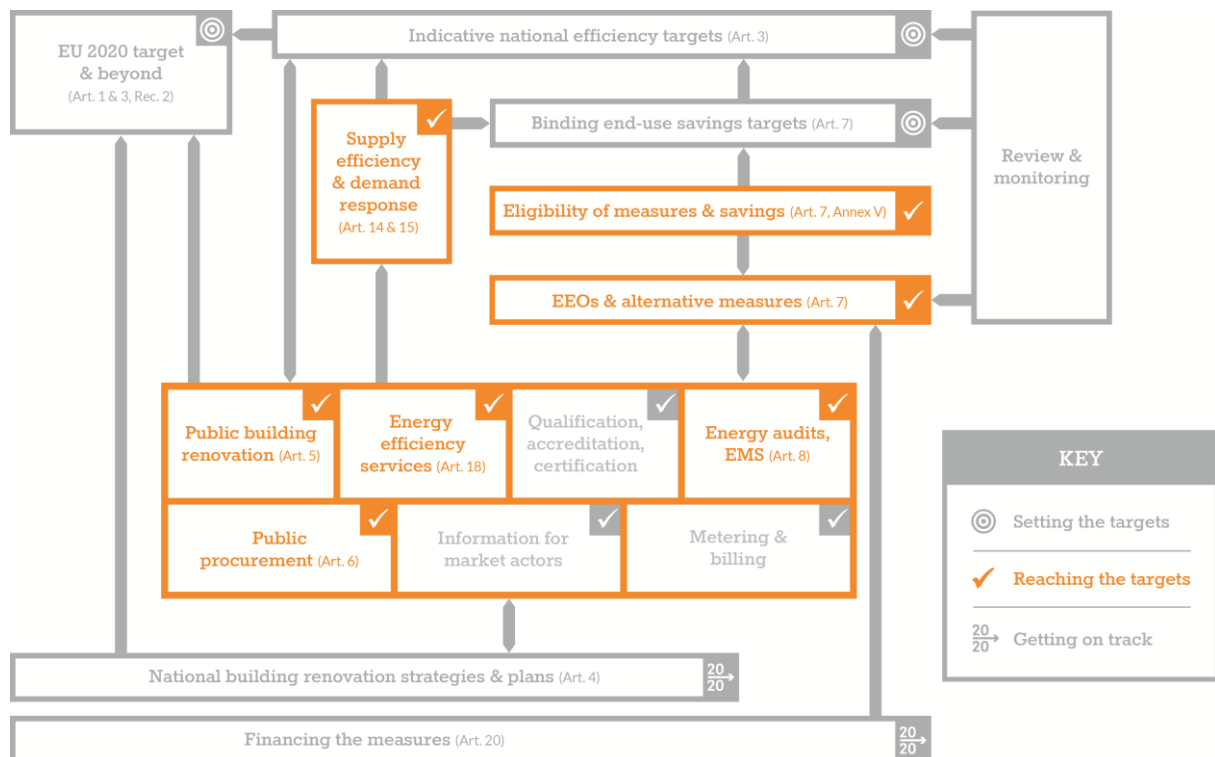 EU 2020 target
& beyond
(Art. 1 & 3, Rec. 2)
Indicative national efficiency targets (Art. 3)
Supply
efficiency
& demand
response
(Art. 14 & 15)
Binding end-use savings targets (Art. 7)
Review &
monitoring
Eligibility of measures & savings (Art. 7, Annex V)
EEOs & alternative measures (Art. 7)
Public building
renovation (Art. 5)
Energy
efficiency
services (Art. 18)
Qualification,
accreditation,
certification
Energy audits,
EMS (Art. 8)
Public
procurement (Art. 6)
Information for
market actors
Metering &
billing
KEY
Setting the targets
Reaching the targets
20
20
Getting on track
National building renovation strategies & plans (Art. 4)
20
20
Financing the measures (Art. 20)
20
20